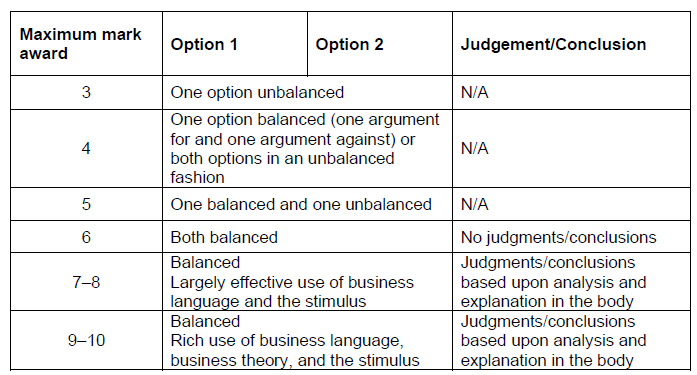 Maximum mark
award
Option 1
Option 2
Judgement/Conclusion
3
One option unbalanced
N/A
4
One option balanced (one argument
for and one argument against) or
both options in an unbalanced
fashion
N/A
5
One balanced and one unbalanced
N/A
6
Both balanced
No judgments/conclusions
7–8
Balanced
Largely effective use of business
language and the stimulus
Judgments/conclusions
based upon analysis and
explanation in the body
9–10
Balanced
Rich use of business language,
business theory, and the stimulus
Judgments/conclusions
based upon analysis and
explanation in the body